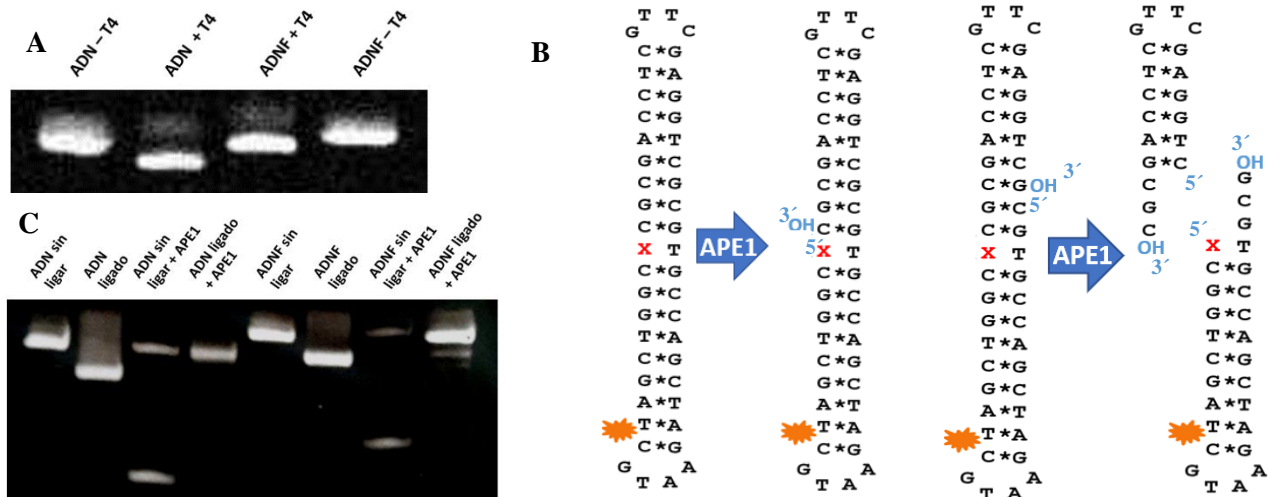 A
ADN – T4
ADN + T4
ADNF + T4
ADNF – T4
B
T T
G C
C*G
T*A
C*G
C*G
A*T
G*C
C*G
G*C
C*G
X T
C*G
G*C
G*C
T*A
C*G
G*C
A*T
T*A
C G
G A
T A
APE1
T T
G C
C*G
T*A
C*G
C*G
A*T
G*C
C*G
3´ G*C
OH C*G
5´ X T
C*G
G*C
G*C
T*A
C*G
G*C
A*T
T*A
C G
G A
T A
T T
G C
C*G
T*A
C*G
C*G
A*T
G*C
C*G 3´
OH
G*C 5´
C*G
X T
C*G
G*C
G*C
T*A
C*G
G*C
A*T
T*A
C G
G A
T A
APE1
T T
G C
C*G
T*A
C*G
C*G
A*T
G*C
5´
C
G
C
OH
3´
3´
OH
G
C
G
5´
X T
C*G
G*C
G*C
T*A
C*G
G*C
A*T
T*A
C G
G A
T A
C
ADN sin
ligar
ADN
ligado
ADN sin
ligar + APE1
ADN ligado
+ APE1
ADNF sin
ligar
ADNF
ligado
ADNF sin
ligar + APE1
ADNF ligado
+ APE1